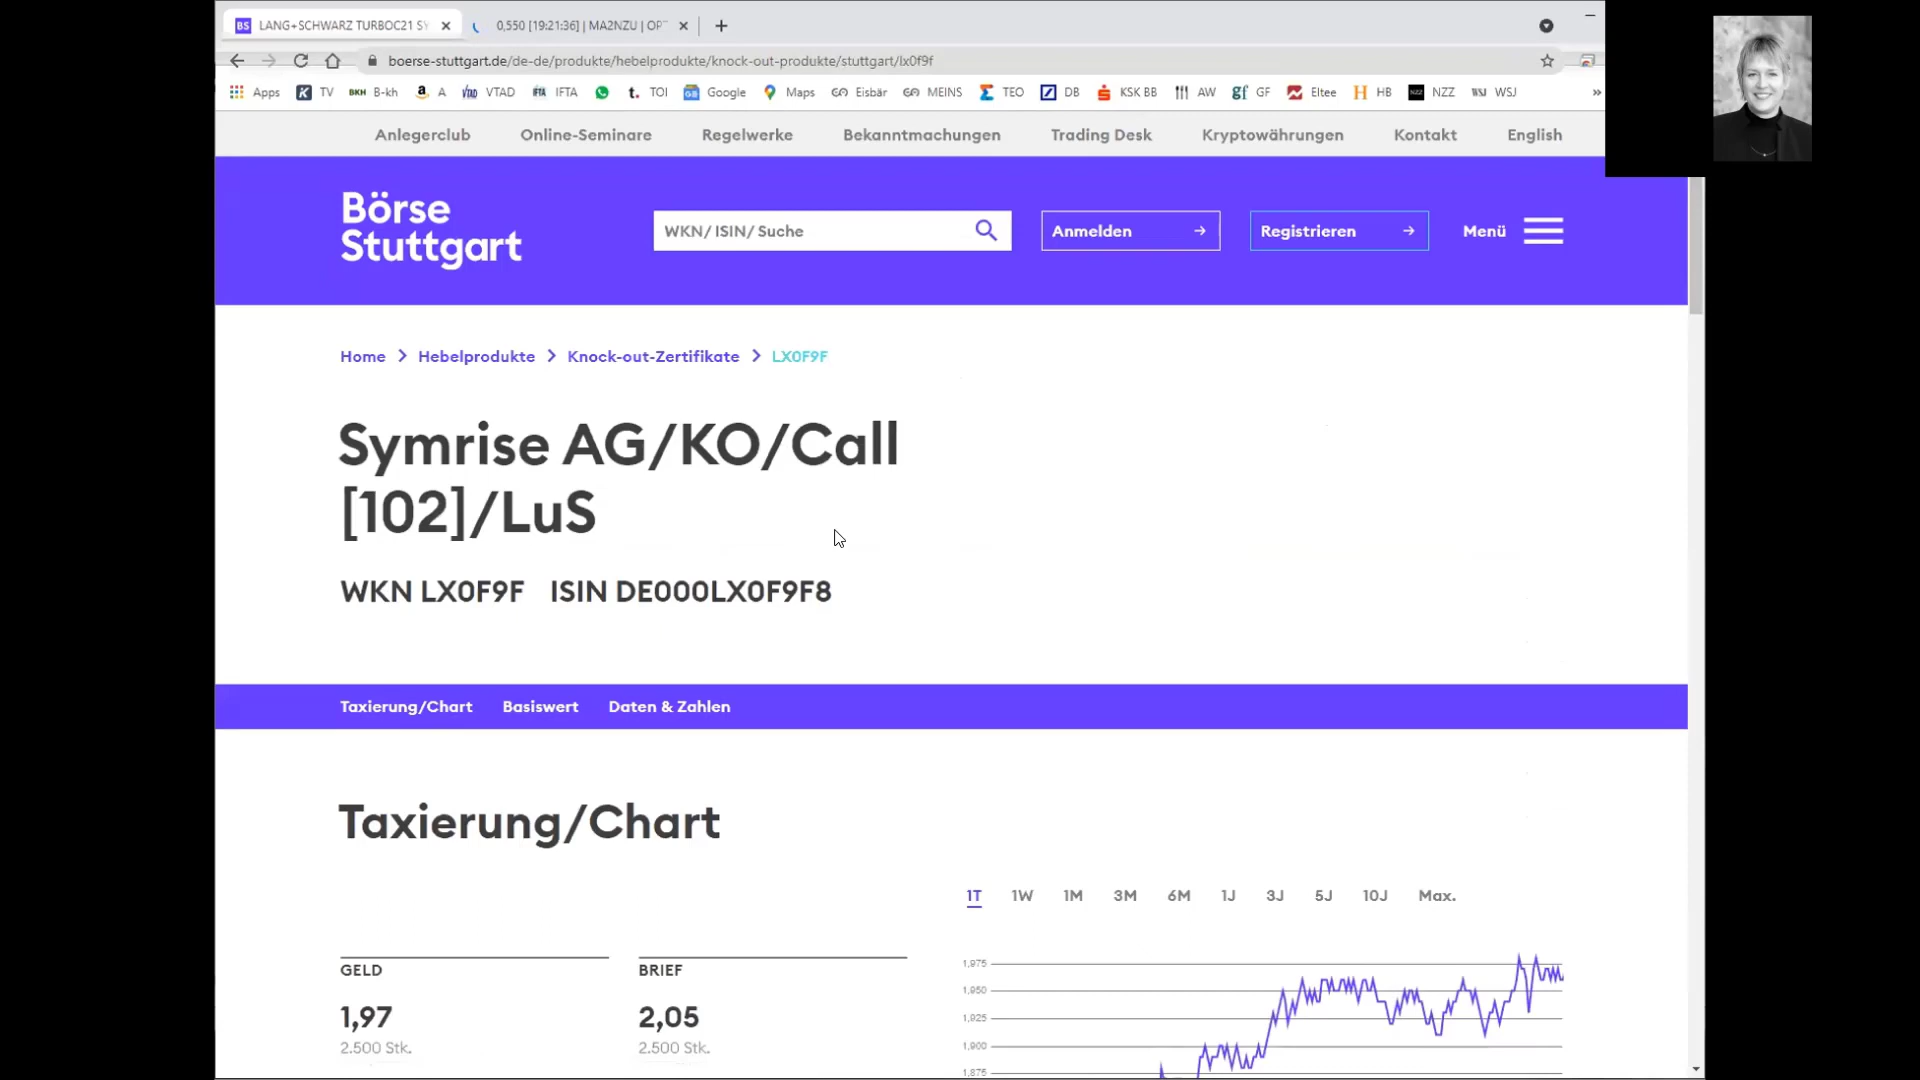 LANG+SCHWARZ TURBOC21 SY
0,550 [19:21:36] | MA2NZU | OPT
boerse-stuttgart.de/de-de/produkte/hebelprodukte/knock-out-produkte/stuttgart/lx0f9f
Apps TV B-kh A VTAD IFTA TOI Google Maps Eisbär MEINS TEO DB KSK BB AW GF Eltee HB NZZ WSJ
Anlegerclub Online-Seminare Regelwerke Bekanntmachungen Trading Desk Kryptowährungen Kontakt English
Börse
Stuttgart
WKN/ ISIN/ Suche
Anmelden
Registrieren
Menü
Home Hebelprodukte Knock-out-Zertifikate LX0F9F
Symrise AG/KO/Call
[102]/LuS
WKN LX0F9F ISIN DE000LX0F9F8
Taxierung/Chart Basiswert Daten & Zahlen
Taxierung/Chart
1T 1W 1M 3M 6M 1J 3J 5J 10J Max.
GELD
1,97
2.500 Stk.
BRIEF
2,05
2.500 Stk.
1,975
1,950
1,925
1,900
1,875